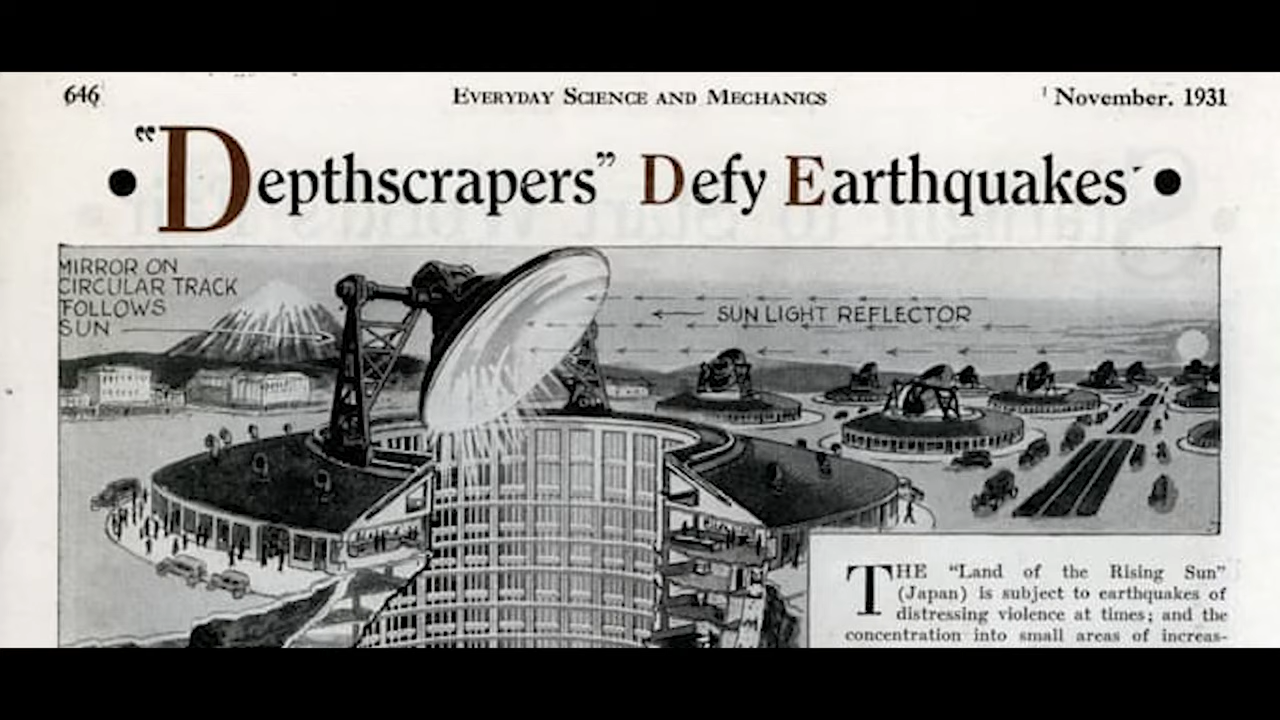 646 EVERYDAY SCIENCE AND MECHANICS November. 1931
"Depthscrapers" Defy Earthquakes
MIRROR ON
CIRCULAR TRACK
FOLLOWS
SUN
SUN LIGHT REFLECTOR
THE "Land of the Rising Sun"
(Japan) is subject to earthquakes of
distressing violence at times; and the
concentration into small areas of increas-